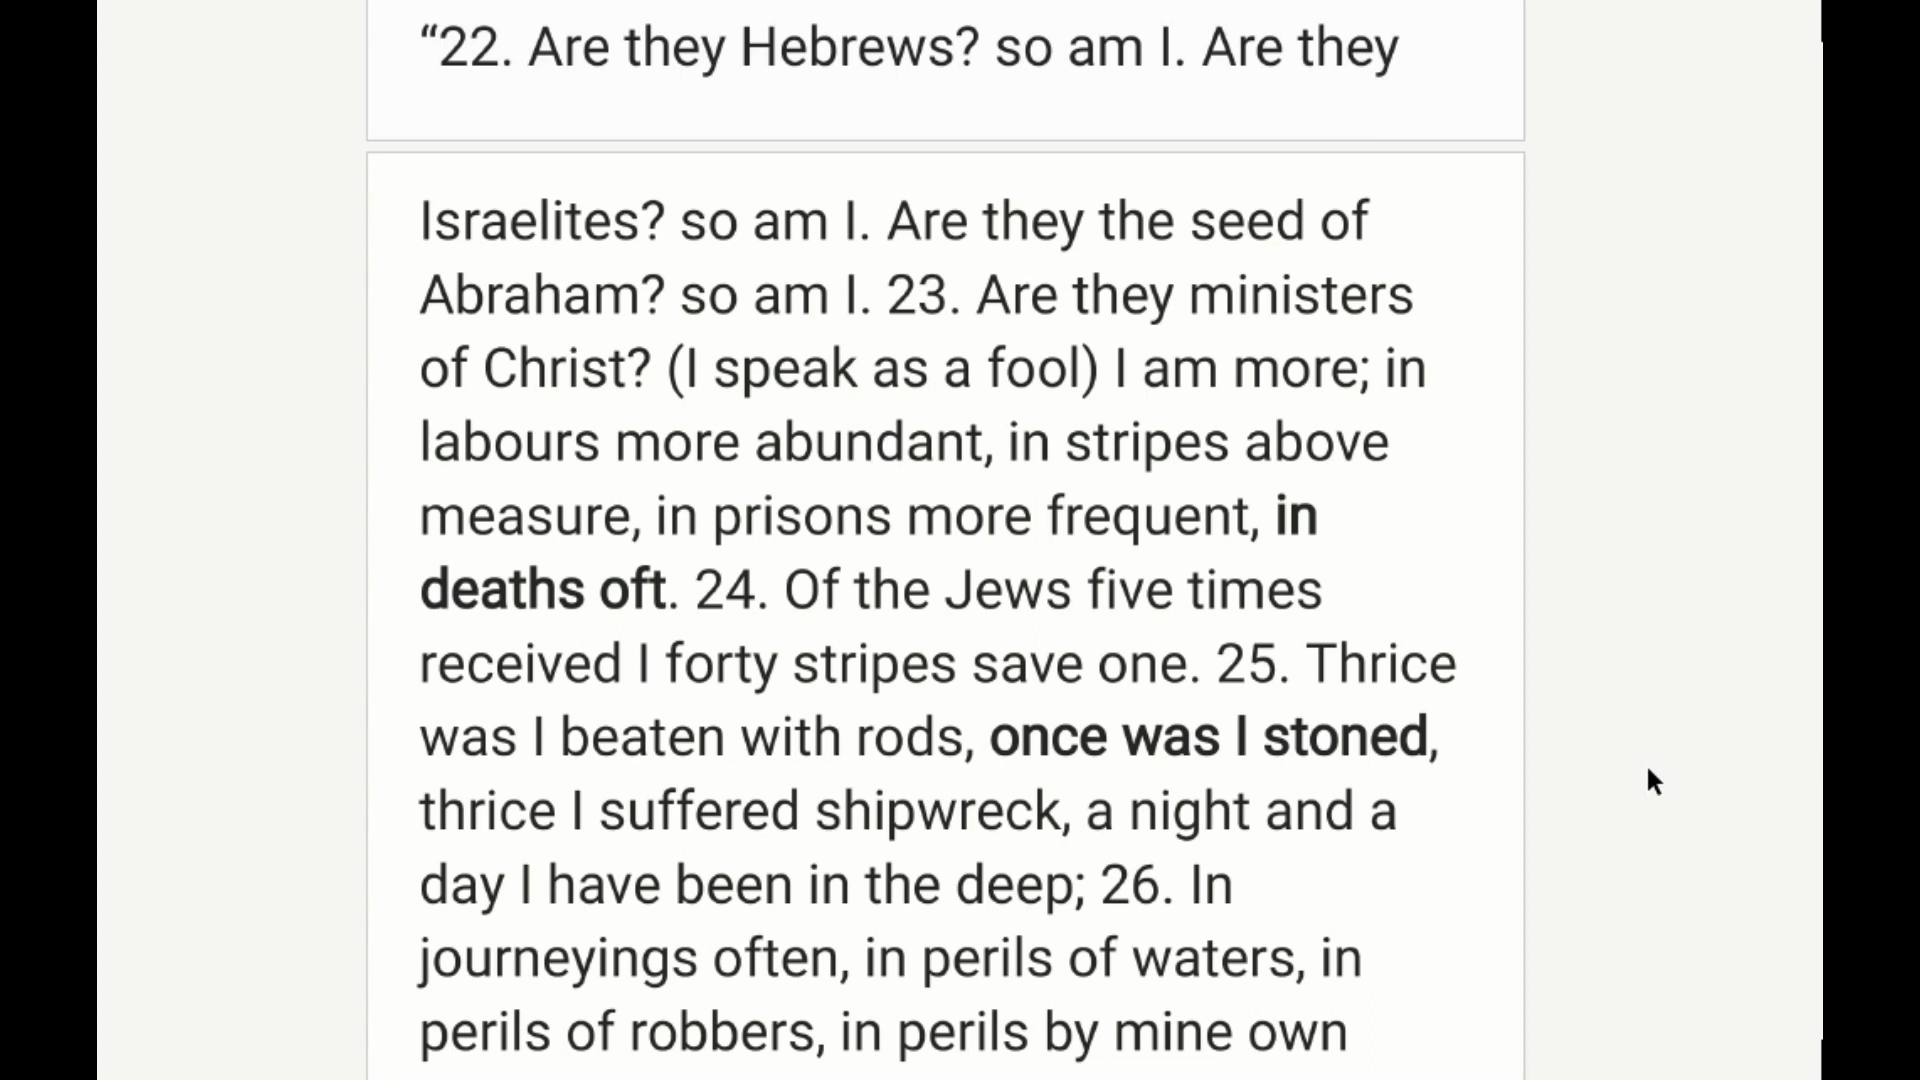 “22. Are they Hebrews? so am I. Are they
Israelites? so am I. Are they the seed of
Abraham? so am I. 23. Are they ministers
of Christ? (I speak as a fool) I am more; in
labours more abundant, in stripes above
measure, in prisons more frequent, in
deaths oft. 24. Of the Jews five times
received I forty stripes save one. 25. Thrice
was I beaten with rods, once was I stoned,
thrice I suffered shipwreck, a night and a
day I have been in the deep; 26. In
journeyings often, in perils of waters, in
perils of robbers, in perils by mine own